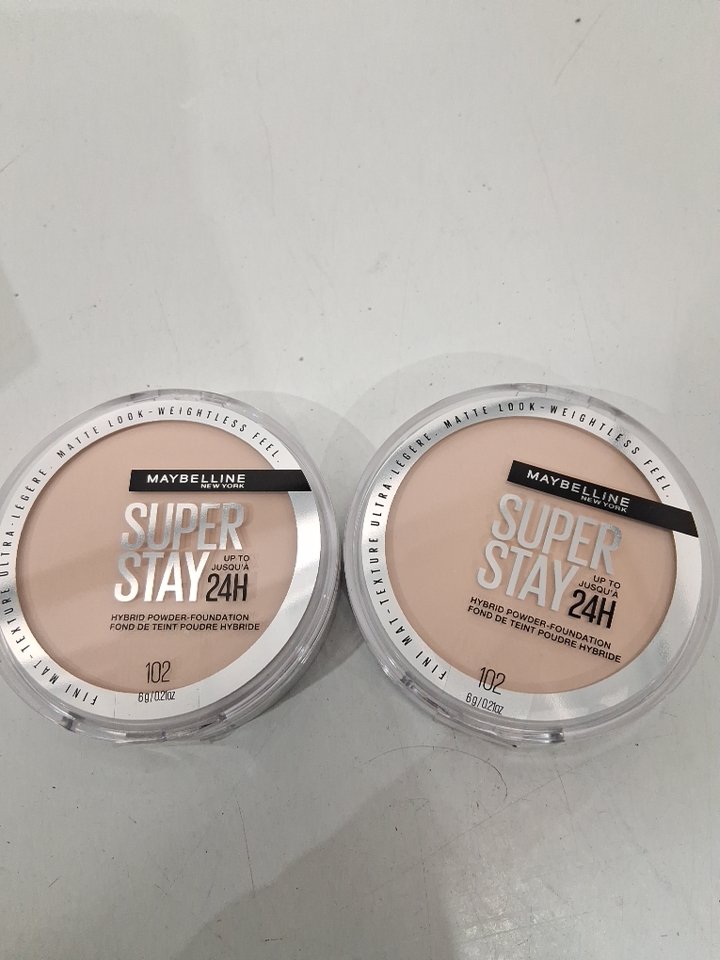 FINI MAT-TEXTURE ULTRA-LÉGÈRE. MATTE LOOK-WEIGHTLESS FEEL.
MAYBELLINE
NEW YORK
SUPER
STAY
UP TO
JUSQU'À
24H
HYBRID POWDER-FOUNDATION
FOND DE TEINT POUDRE HYBRIDE
102
6g/0.21oz
FINI MAT-TEXTURE ULTRA-LÉGÈRE. MATTE LOOK-WEIGHTLESS FEEL.
MAYBELLINE
NEW YORK
SUPER
STAY
UP TO
JUSQU'À
24H
HYBRID POWDER-FOUNDATION
FOND DE TEINT POUDRE HYBRIDE
102
6g/0.21oz